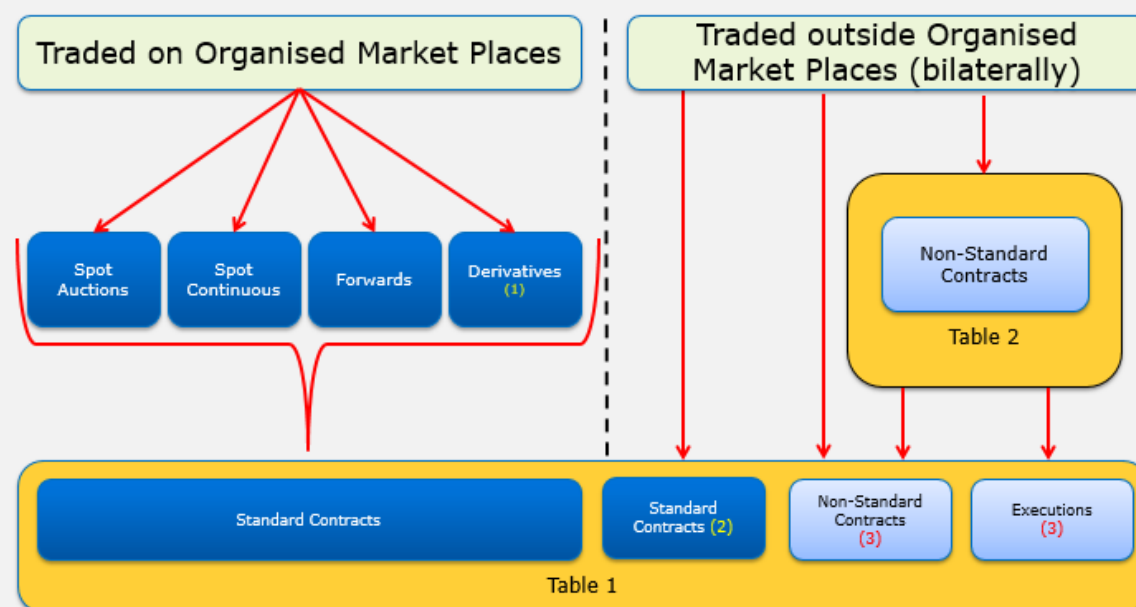 Traded on Organised Market Places
Traded outside Organised
Market Places (bilaterally)
Spot
Auctions
Spot
Continuous
Forwards
Derivatives
(1)
Non-Standard
Contracts
Table 2
Standard Contracts
Standard
Contracts (2)
Non-Standard
Contracts
(3)
Executions
(3)
Table 1